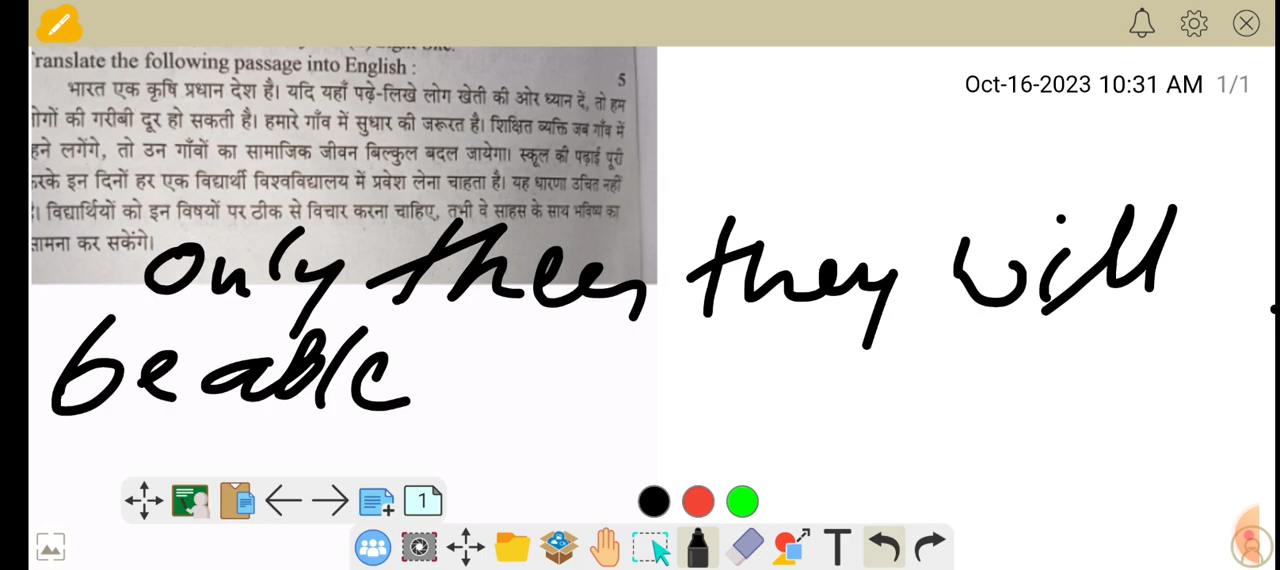 Translate the following passage into English :
5
भारत एक कृषि प्रधान देश है। यदि यहाँ पढ़े-लिखे लोग खेती की ओर ध्यान दें, तो हम
ोगों की गरीबी दूर हो सकती है। हमारे गाँव में सुधार की जरूरत है। शिक्षित व्यक्ति जब गाँव में
हने लगेंगे, तो उन गाँवों का सामाजिक जीवन बिल्कुल बदल जायेगा। स्कूल की पढ़ाई पूरी
रके इन दिनों हर एक विद्यार्थी विश्वविद्यालय में प्रवेश लेना चाहता है। यह धारणा उचित नहीं
। विद्यार्थियों को इन विषयों पर ठीक से विचार करना चाहिए, तभी वे साहस के साथ भविष्य का
ामना कर सकेंगे।
Oct-16-2023 10:31 AM 1/1
only then, they will
be able
1
T